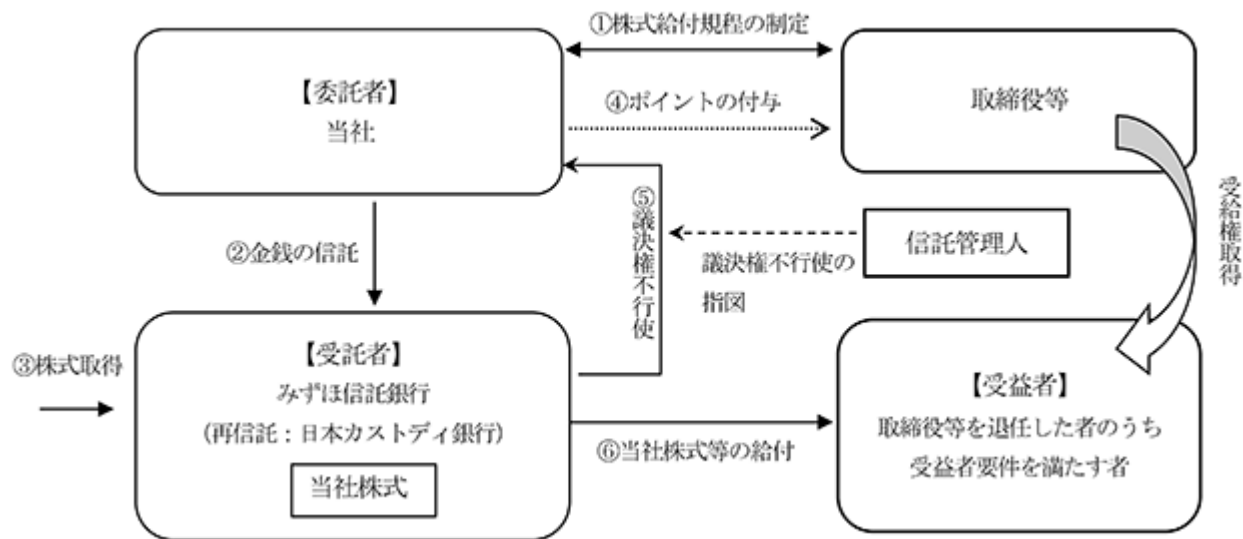 ①株式給付規程の制定
【委託者】
当社
取締役等
④ポイントの付与
⑤議決権不行使
受給権取得
信託管理人
②金銭の信託
議決権不行使の
指図
③株式取得
【受託者】
みずほ信託銀行
(再信託：日本カストディ銀行)
当社株式
【受益者】
取締役等を退任した者のうち
受益者要件を満たす者
⑥当社株式等の給付